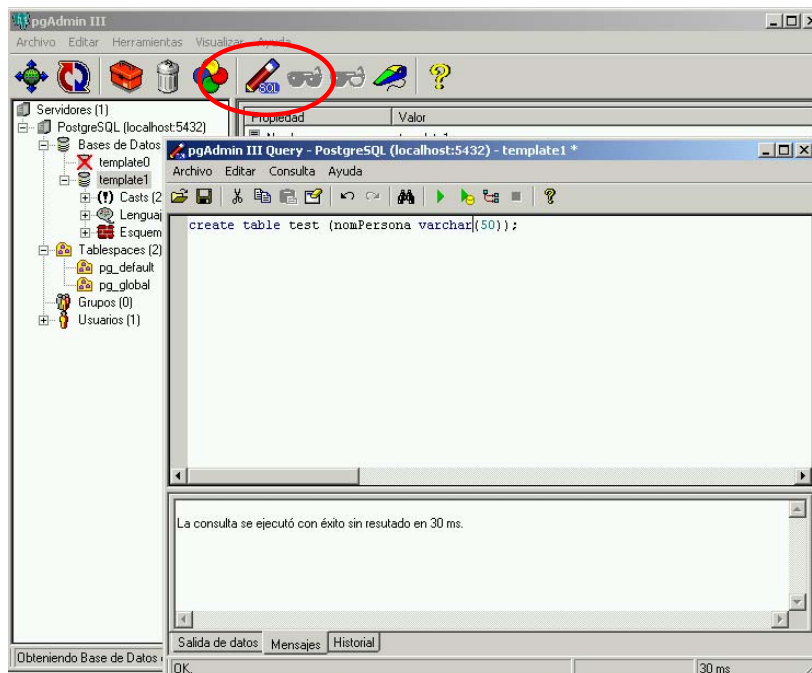 pgAdmin III
Archivo Editar Herramientas Visualizar Ayuda
SQL
Servidores (1)
PostgreSQL (localhost:5432)
Bases de Datos
template0
template1
Casts (2
Lenguaj
Esquem
Tablespaces (2)
pg_default
pg_global
Grupos (0)
Usuarios (1)
Propiedad Valor
pgAdmin III Query - PostgreSQL (localhost:5432) - template1 *
Archivo Editar Consulta Ayuda
create table test (nomPersona varchar(50));
La consulta se ejecutó con éxito sin resutado en 30 ms.
Salida de datos Mensajes Historial
OK. 30 ms
Obteniendo Base de Datos